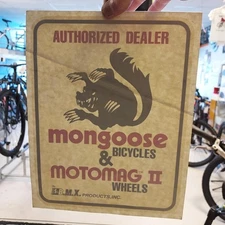 AUTHORIZED DEALER
mongoose
BICYCLES
&
MOTOMAG II
WHEELS
B.M.X. PRODUCTS, INC.